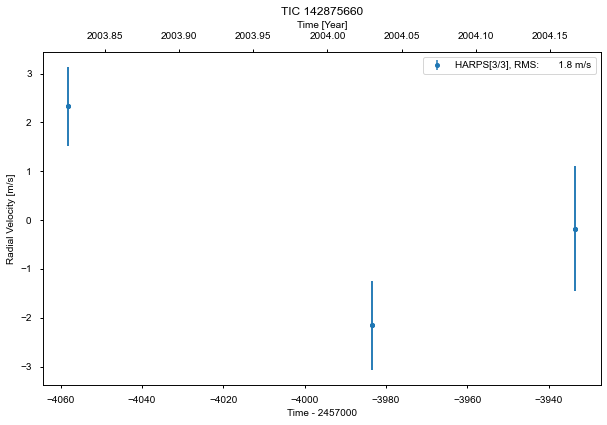 TIC 142875660
Time [Year]
2003.85 2003.90 2003.95 2004.00 2004.05 2004.10 2004.15
HARPS[3/3], RMS: 1.8 m/s
3
2
1
0
−1
−2
−3
Radial Velocity [m/s]
−4060 −4040 −4020 −4000 −3980 −3960 −3940
Time - 2457000